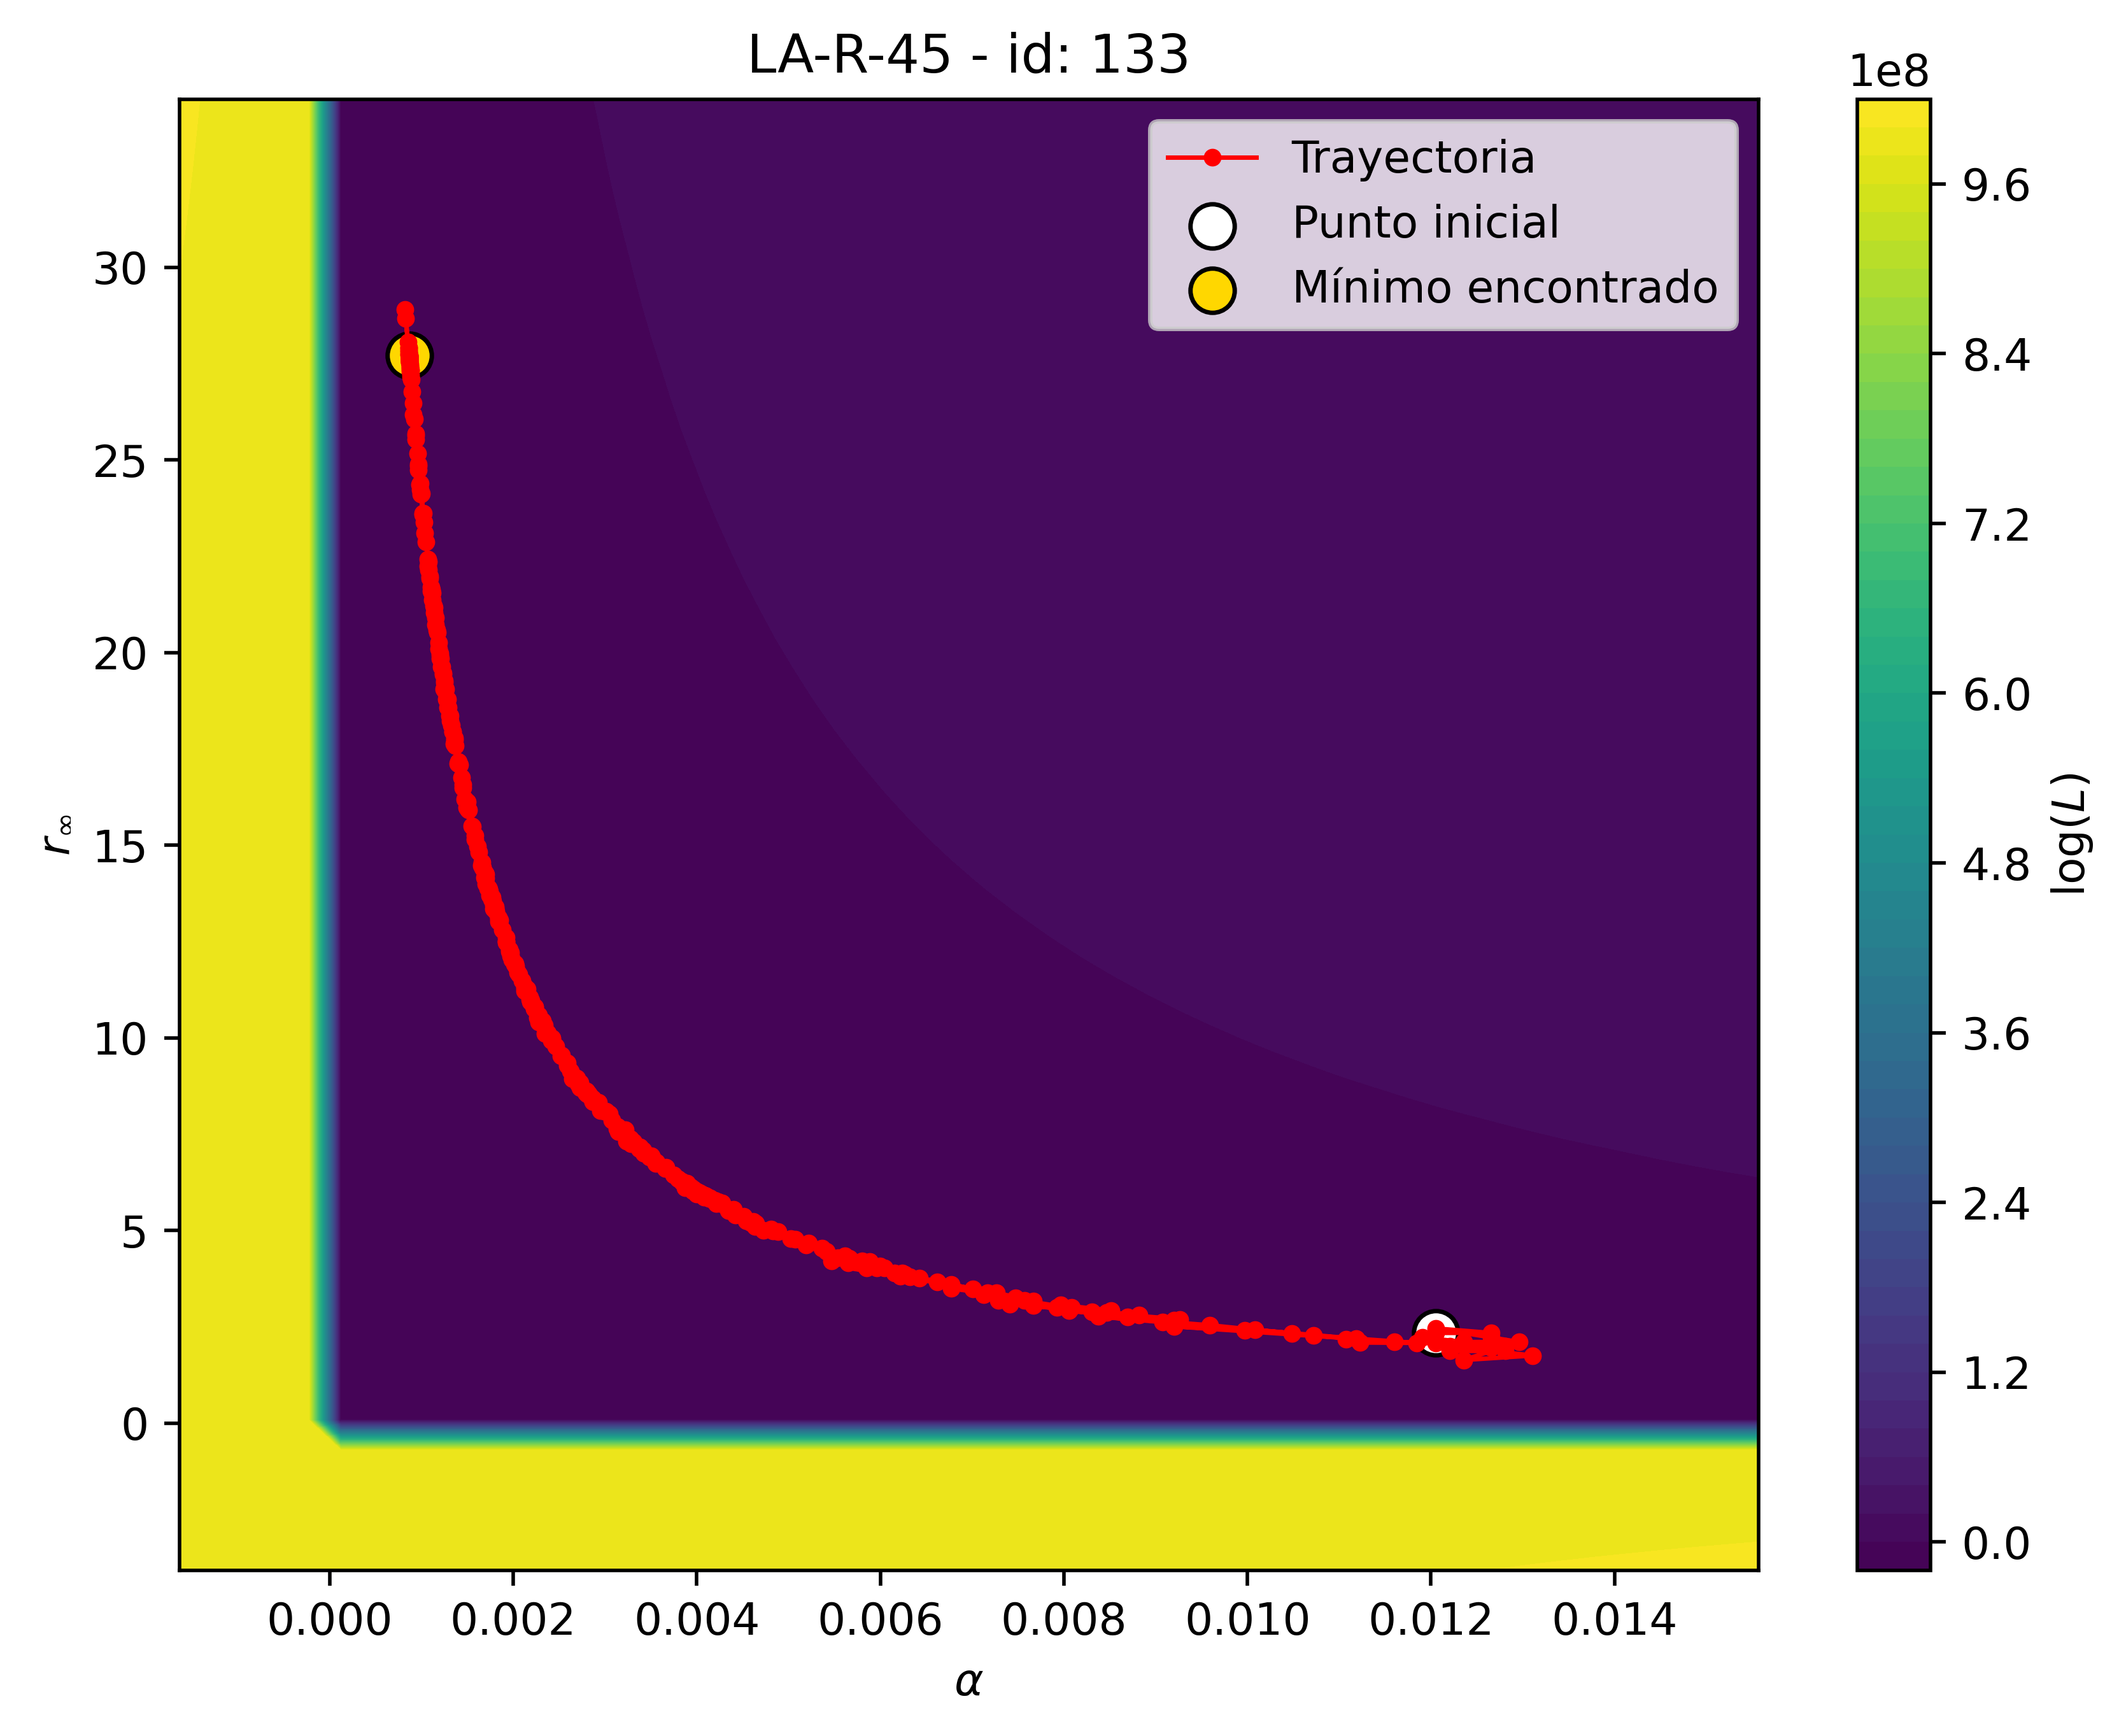 LA-R-45 - id: 133
1e8
Trayectoria
Punto inicial
Mínimo encontrado
30
25
20
15
10
5
0
r∞
0.000 0.002 0.004 0.006 0.008 0.010 0.012 0.014
α
9.6
8.4
7.2
6.0
4.8
3.6
2.4
1.2
0.0
log(L)